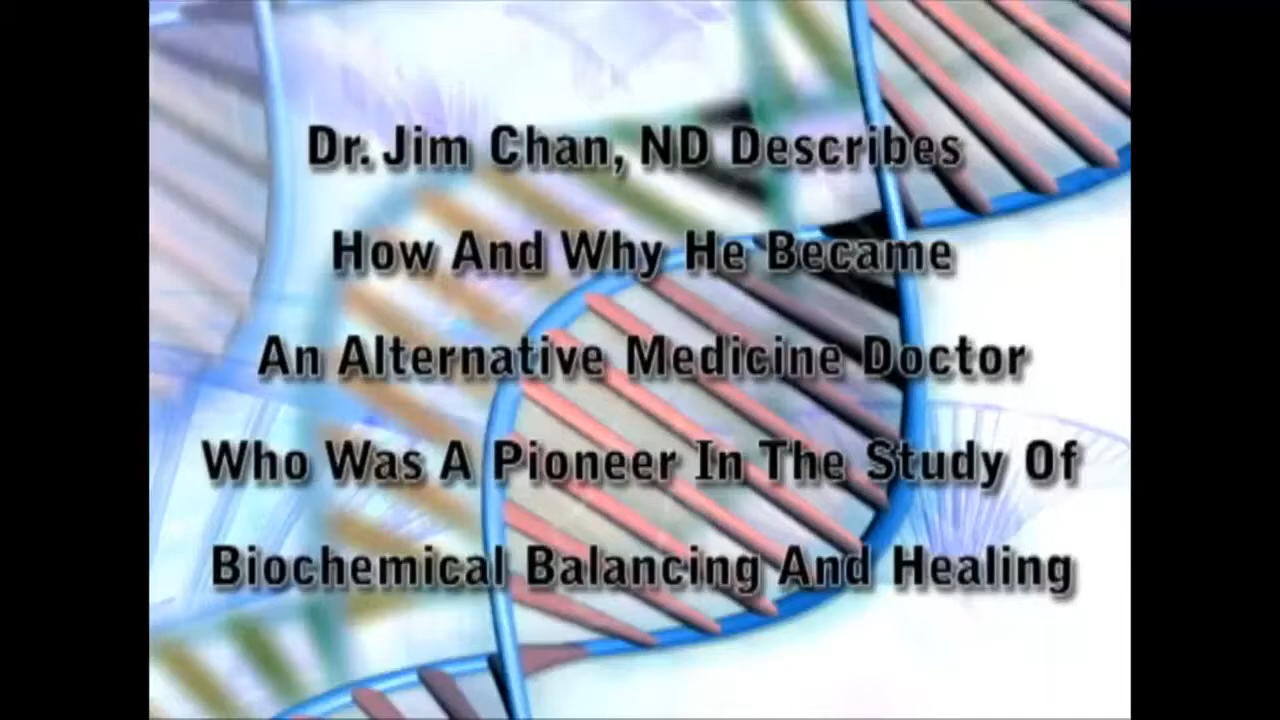 Dr. Jim Chan, ND Describes
How And Why He Became
An Alternative Medicine Doctor
Who Was A Pioneer In The Study Of
Biochemical Balancing And Healing